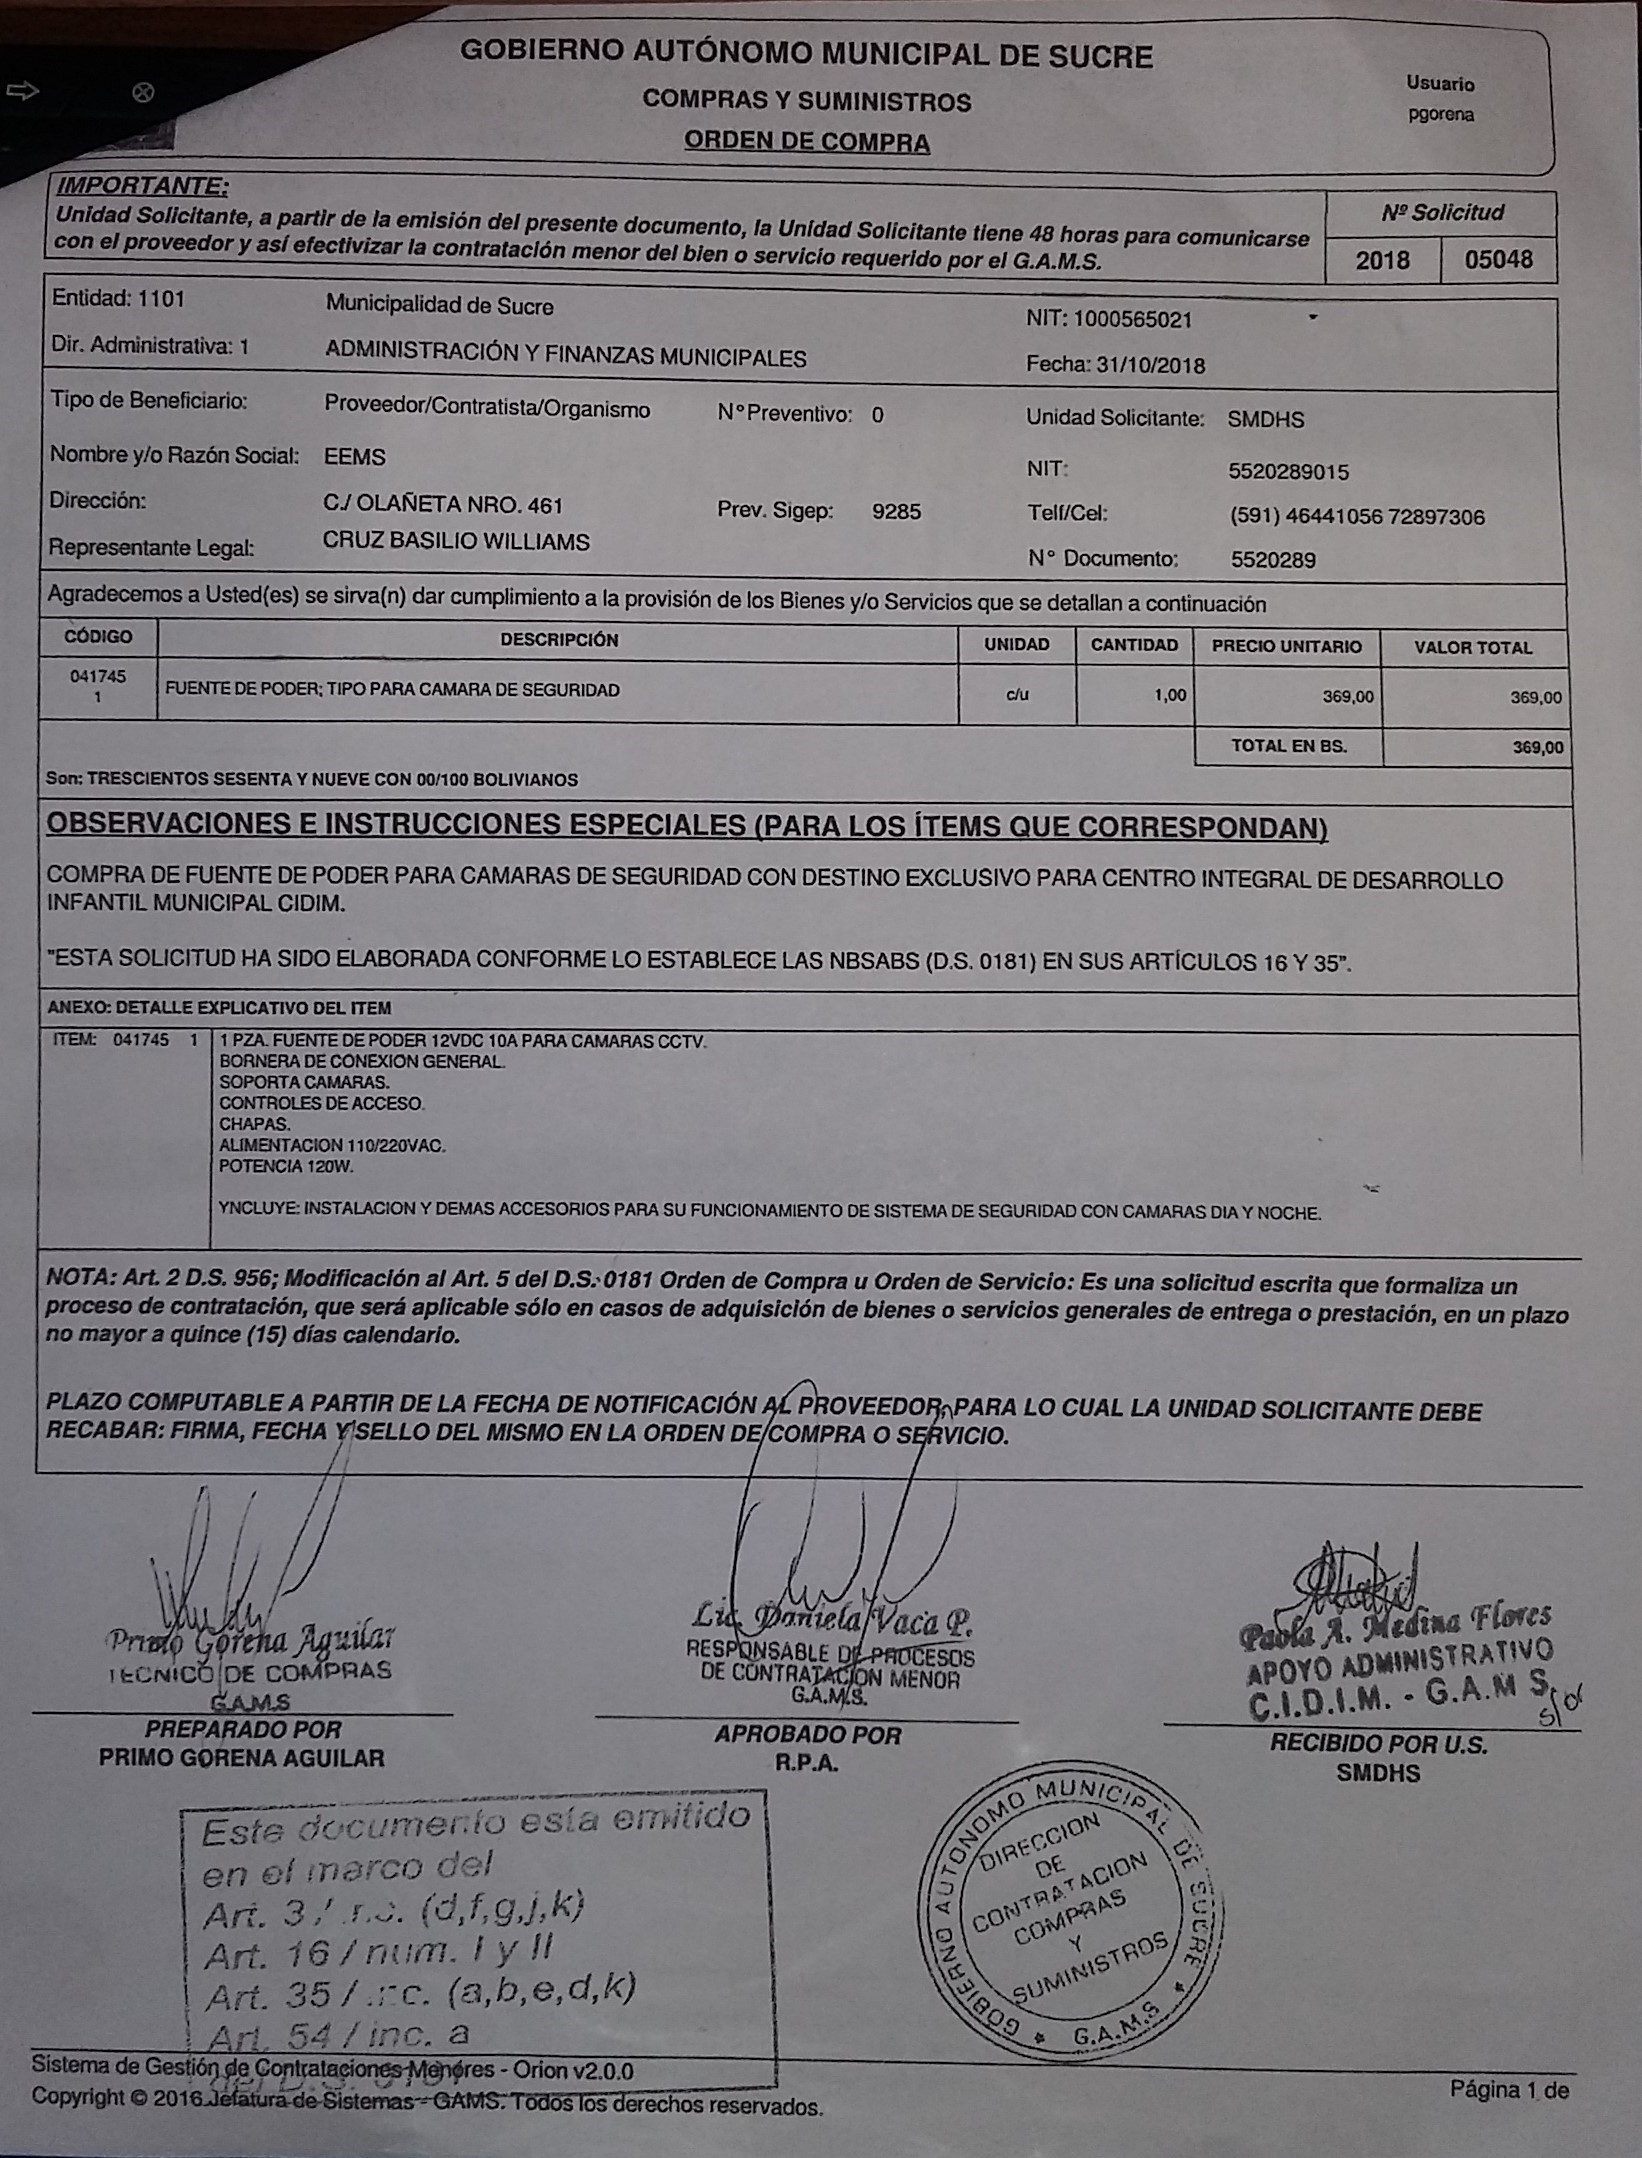 GOBIERNO AUTÓNOMO MUNICIPAL DE SUCRE
COMPRAS Y SUMINISTROS
ORDEN DE COMPRA
Usuario
pgorena
IMPORTANTE:
Unidad Solicitante, a partir de la emisión del presente documento, la Unidad Solicitante tiene 48 horas para comunicarse
con el proveedor y así efectivizar la contratación menor del bien o servicio requerido por el G.A.M.S.
Nº Solicitud
2018 05048
Entidad: 1101 Municipalidad de Sucre NIT: 1000565021
Dir. Administrativa: 1 ADMINISTRACIÓN Y FINANZAS MUNICIPALES Fecha: 31/10/2018
Tipo de Beneficiario: Proveedor/Contratista/Organismo N°Preventivo: 0 Unidad Solicitante: SMDHS
Nombre y/o Razón Social: EEMS NIT: 5520289015
Dirección: C./ OLAÑETA NRO. 461 Prev. Sigep: 9285 Telf/Cel: (591) 46441056 72897306
Representante Legal: CRUZ BASILIO WILLIAMS N° Documento: 5520289
Agradecemos a Usted(es) se sirva(n) dar cumplimiento a la provisión de los Bienes y/o Servicios que se detallan a continuación
CÓDIGO DESCRIPCIÓN UNIDAD CANTIDAD PRECIO UNITARIO VALOR TOTAL
041745
1 FUENTE DE PODER; TIPO PARA CAMARA DE SEGURIDAD c/u 1,00 369,00 369,00
TOTAL EN BS. 369,00
Son: TRESCIENTOS SESENTA Y NUEVE CON 00/100 BOLIVIANOS
OBSERVACIONES E INSTRUCCIONES ESPECIALES (PARA LOS ÍTEMS QUE CORRESPONDAN)
COMPRA DE FUENTE DE PODER PARA CAMARAS DE SEGURIDAD CON DESTINO EXCLUSIVO PARA CENTRO INTEGRAL DE DESARROLLO
INFANTIL MUNICIPAL CIDIM.
"ESTA SOLICITUD HA SIDO ELABORADA CONFORME LO ESTABLECE LAS NBSABS (D.S. 0181) EN SUS ARTÍCULOS 16 Y 35".
ANEXO: DETALLE EXPLICATIVO DEL ITEM
ITEM: 041745 1 1 PZA. FUENTE DE PODER 12VDC 10A PARA CAMARAS CCTV.
BORNERA DE CONEXION GENERAL.
SOPORTA CAMARAS.
CONTROLES DE ACCESO.
CHAPAS.
ALIMENTACION 110/220VAC.
POTENCIA 120W.
YNCLUYE: INSTALACION Y DEMAS ACCESORIOS PARA SU FUNCIONAMIENTO DE SISTEMA DE SEGURIDAD CON CAMARAS DIA Y NOCHE.
NOTA: Art. 2 D.S. 956; Modificación al Art. 5 del D.S. 0181 Orden de Compra u Orden de Servicio: Es una solicitud escrita que formaliza un
proceso de contratación, que será aplicable sólo en casos de adquisición de bienes o servicios generales de entrega o prestación, en un plazo
no mayor a quince (15) días calendario.
PLAZO COMPUTABLE A PARTIR DE LA FECHA DE NOTIFICACIÓN AL PROVEEDOR, PARA LO CUAL LA UNIDAD SOLICITANTE DEBE
RECABAR: FIRMA, FECHA Y SELLO DEL MISMO EN LA ORDEN DE COMPRA O SERVICIO.
Primo Gorena Aguilar
TECNICO DE COMPRAS
G.A.M.S
PREPARADO POR
PRIMO GORENA AGUILAR
Lic. Daniela Vaca P.
RESPONSABLE DE PROCESOS
DE CONTRATACION MENOR
G.A.M.S.
APROBADO POR
R.P.A.
Paola A. Medina Flores
APOYO ADMINISTRATIVO
C.I.D.I.M. - G.A.M S.
RECIBIDO POR U.S.
SMDHS
Este documento esta emitido
en el marco del
Art. 3 (d,f,g,j,k)
Art. 16 / num. I y II
Art. 35 / (a,b,e,d,k)
Art. 54 / inc. a
GOBIERNO AUTONOMO MUNICIPAL DE SUCRE
DIRECCION
DE
CONTRATACION
COMPRAS
Y
SUMINISTROS
G.A.M.S
Sistema de Gestión de Contrataciones Menores - Orion v2.0.0
Copyright © 2016 Jefatura de Sistemas - GAMS. Todos los derechos reservados.
Página 1 de